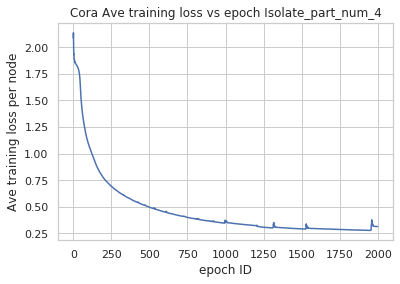 Cora Ave training loss vs epoch Isolate_part_num_4
Ave training loss per node
2.00
1.75
1.50
1.25
1.00
0.75
0.50
0.25
0 250 500 750 1000 1250 1500 1750 2000
epoch ID